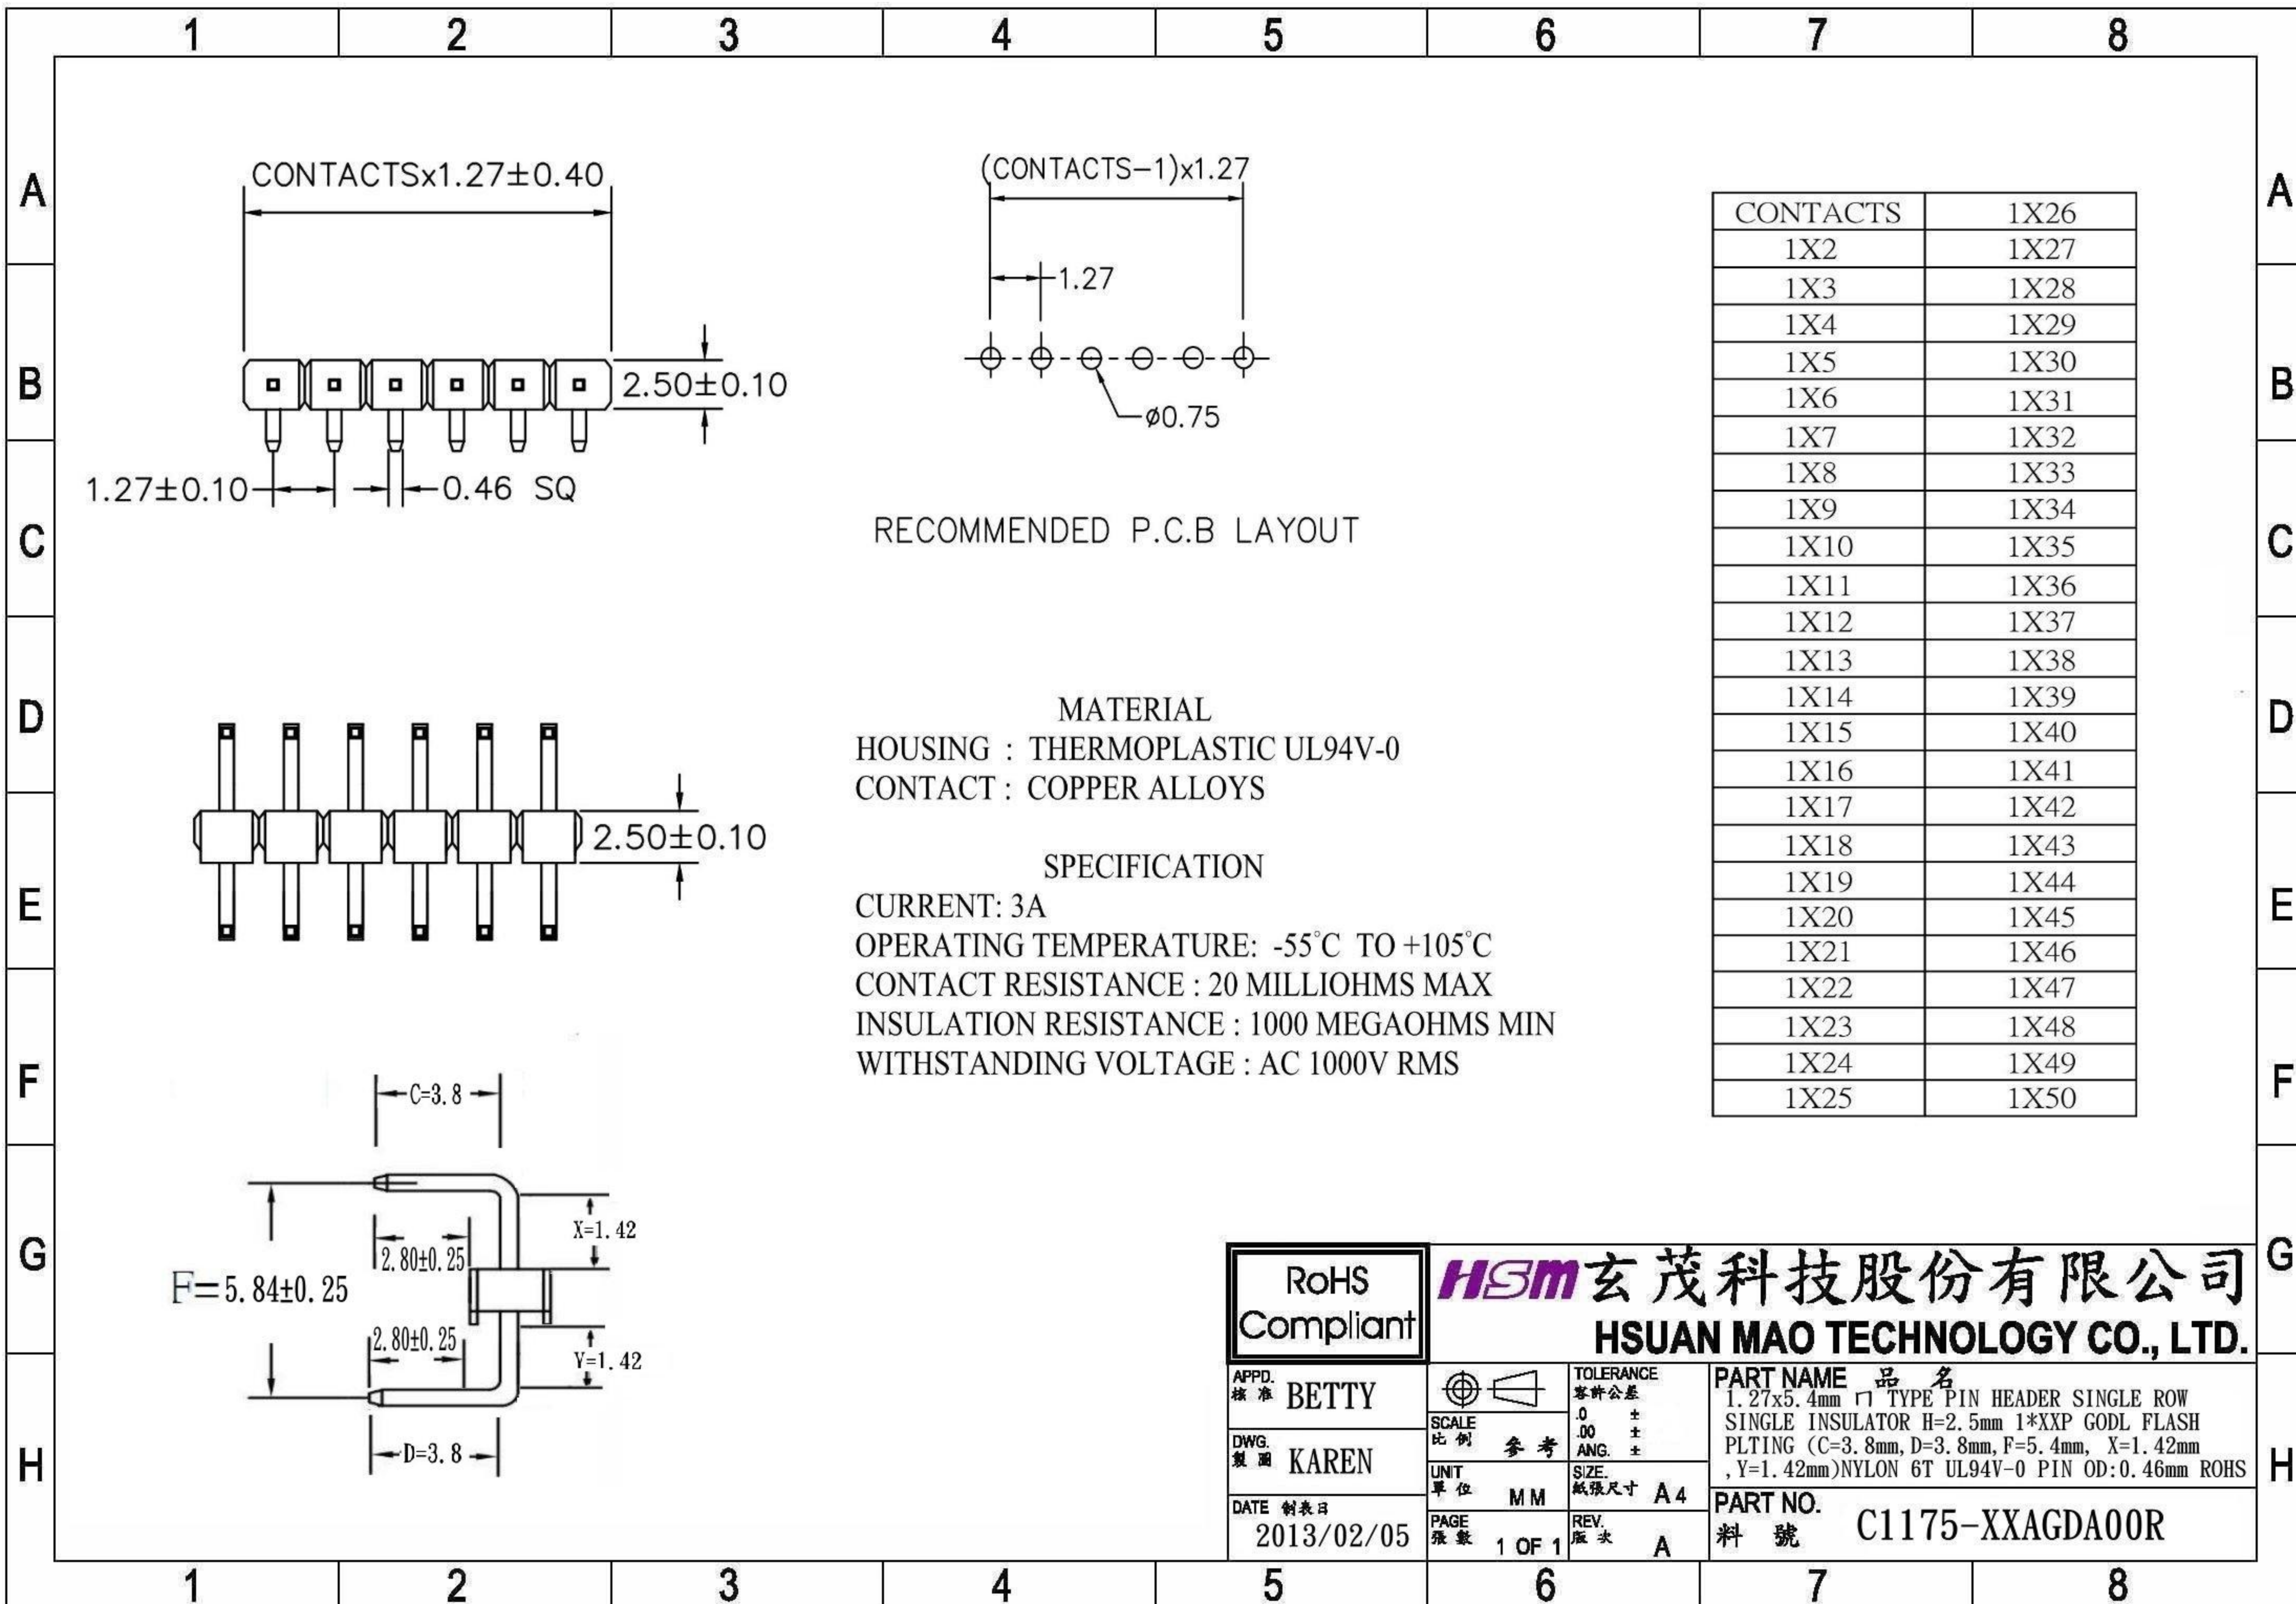 1 2 3 4 5 6 7 8
A
B
C
D
E
F
G
H
A
B
C
D
E
F
G
H
CONTACTSx1.27±0.40
2.50±0.10
1.27±0.10
0.46 SQ
(CONTACTS-1)x1.27
1.27
ø0.75
RECOMMENDED P.C.B LAYOUT
2.50±0.10
MATERIAL
HOUSING : THERMOPLASTIC UL94V-0
CONTACT : COPPER ALLOYS
SPECIFICATION
CURRENT: 3A
OPERATING TEMPERATURE: -55°C TO +105°C
CONTACT RESISTANCE : 20 MILLIOHMS MAX
INSULATION RESISTANCE : 1000 MEGAOHMS MIN
WITHSTANDING VOLTAGE : AC 1000V RMS
CONTACTS 1X26
1X2 1X27
1X3 1X28
1X4 1X29
1X5 1X30
1X6 1X31
1X7 1X32
1X8 1X33
1X9 1X34
1X10 1X35
1X11 1X36
1X12 1X37
1X13 1X38
1X14 1X39
1X15 1X40
1X16 1X41
1X17 1X42
1X18 1X43
1X19 1X44
1X20 1X45
1X21 1X46
1X22 1X47
1X23 1X48
1X24 1X49
1X25 1X50
C=3.8
X=1.42
2.80±0.25
F=5.84±0.25
2.80±0.25
Y=1.42
D=3.8
RoHS
Compliant
HSM 玄茂科技股份有限公司
HSUAN MAO TECHNOLOGY CO., LTD.
APPD.
核准 BETTY
DWG.
製圖 KAREN
DATE 制表日
2013/02/05
SCALE
比例 參考
UNIT
單位 MM
PAGE
張數 1 OF 1
TOLERANCE
容許公差
.0 ±
.00 ±
ANG. ±
SIZE.
紙張尺寸 A4
REV.
版次 A
PART NAME 品名
1.27x5.4mm ㄇ TYPE PIN HEADER SINGLE ROW
SINGLE INSULATOR H=2.5mm 1*XXP GODL FLASH
PLTING (C=3.8mm,D=3.8mm,F=5.4mm, X=1.42mm
,Y=1.42mm)NYLON 6T UL94V-0 PIN OD:0.46mm ROHS
PART NO.
料號 C1175-XXAGDA00R
1 2 3 4 5 6 7 8